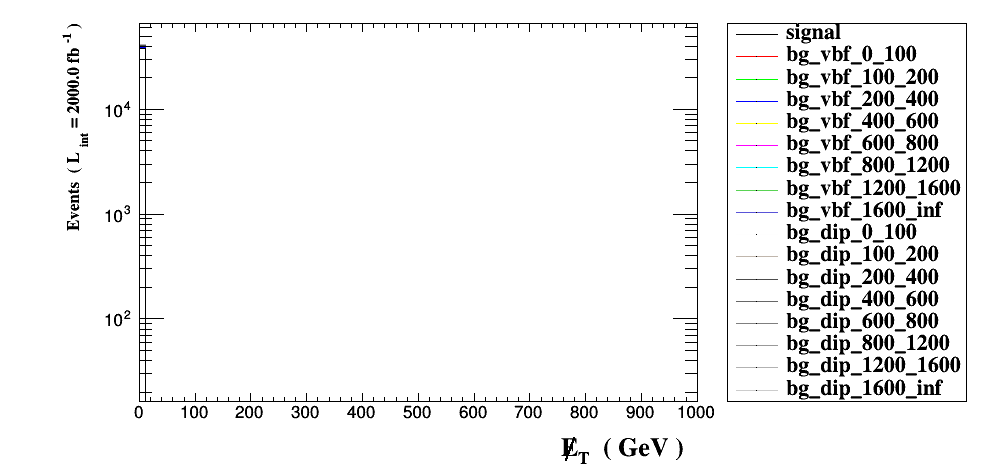 Events ( L int = 2000.0 fb -1 )
10^4
10^3
10^2
0 100 200 300 400 500 600 700 800 900 1000
E̸_T ( GeV )
signal
bg_vbf_0_100
bg_vbf_100_200
bg_vbf_200_400
bg_vbf_400_600
bg_vbf_600_800
bg_vbf_800_1200
bg_vbf_1200_1600
bg_vbf_1600_inf
bg_dip_0_100
bg_dip_100_200
bg_dip_200_400
bg_dip_400_600
bg_dip_600_800
bg_dip_800_1200
bg_dip_1200_1600
bg_dip_1600_inf